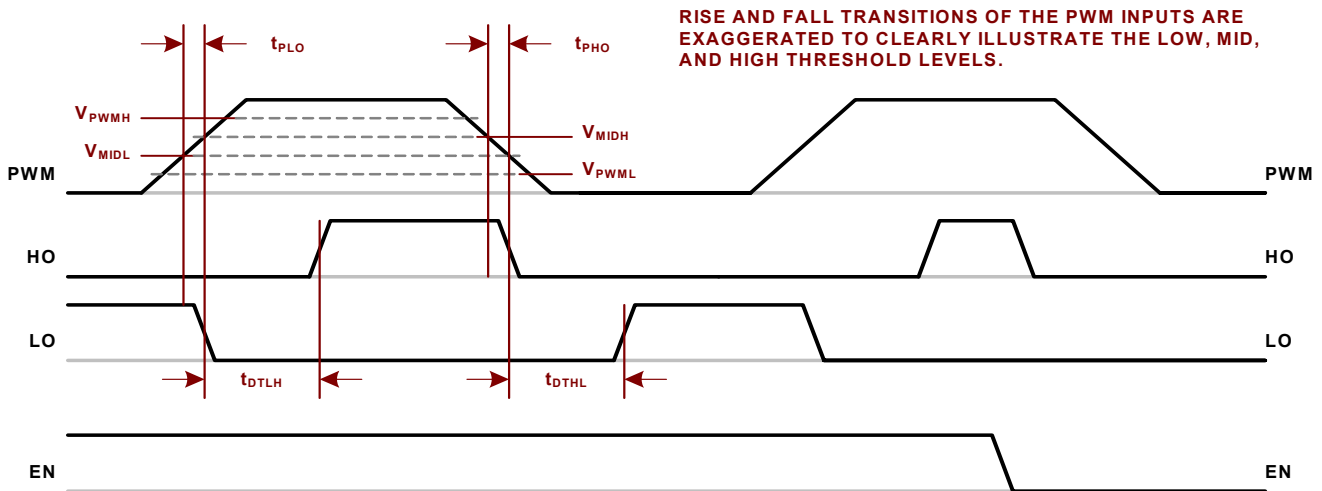 RISE AND FALL TRANSITIONS OF THE PWM INPUTS ARE
EXAGGERATED TO CLEARLY ILLUSTRATE THE LOW, MID,
AND HIGH THRESHOLD LEVELS.
tPLO
tPHO
VPWMH
VMIDH
VMIDL
VPWML
PWM
PWM
HO
HO
LO
LO
tDTLH
tDTHL
EN
EN